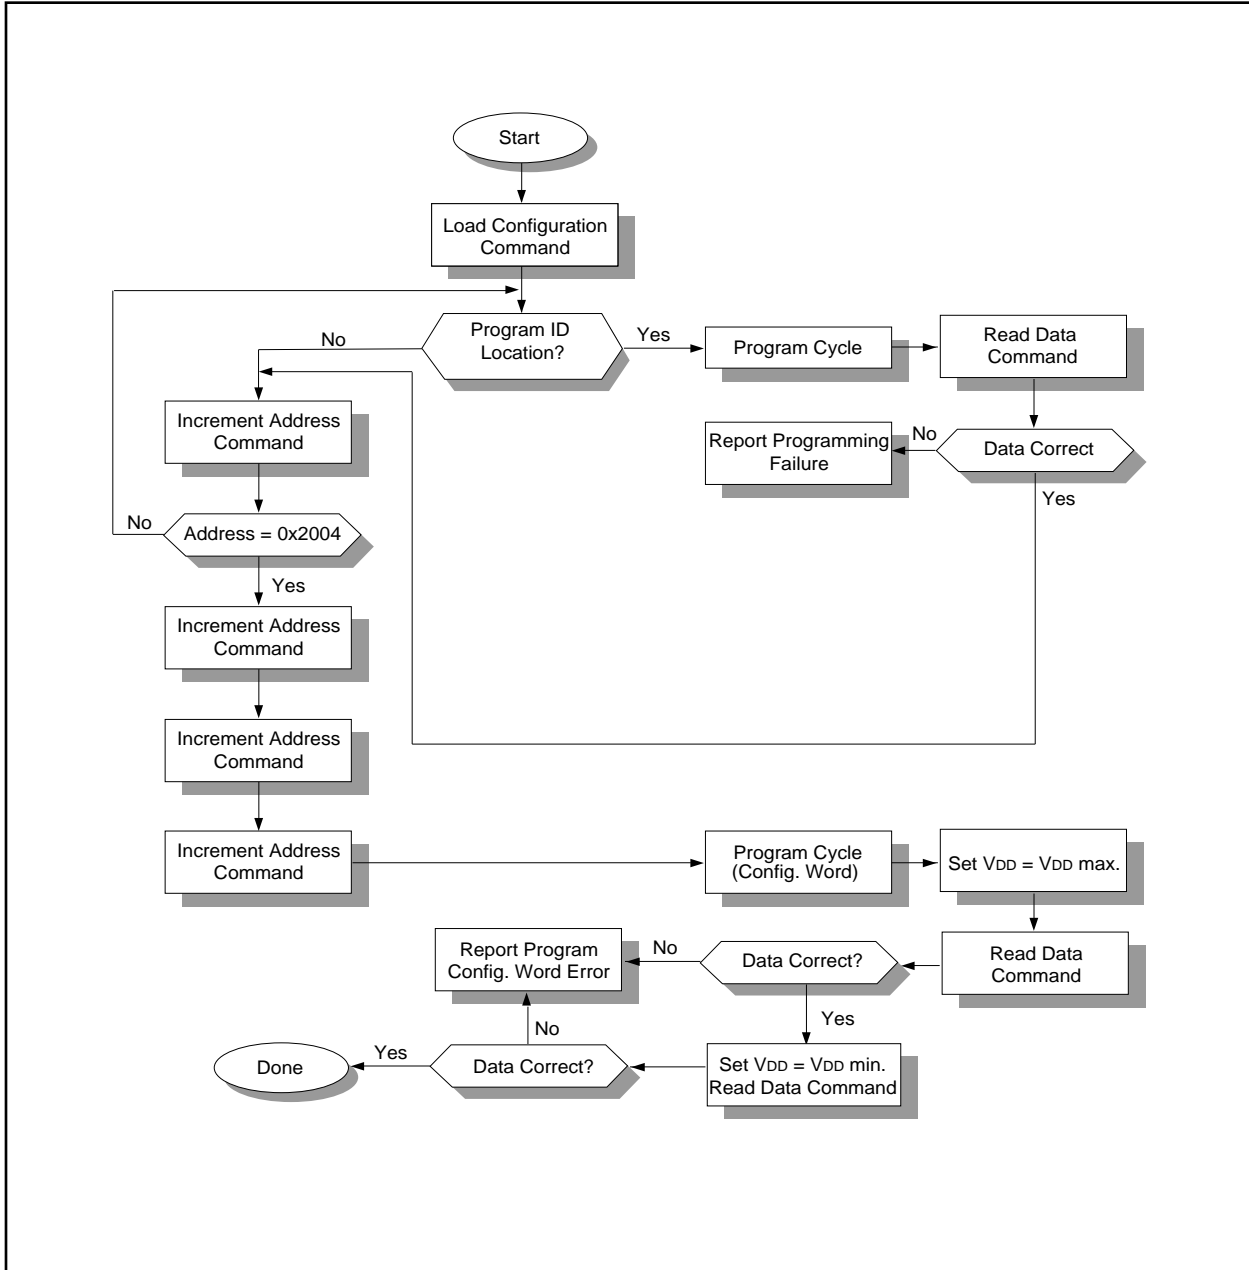 Start
Load Configuration
Command
Program ID
Location?
No
Yes
Program Cycle
Read Data
Command
Increment Address
Command
Report Programming
Failure
No
Data Correct
Yes
No
Address = 0x2004
Yes
Increment Address
Command
Increment Address
Command
Increment Address
Command
Program Cycle
(Config. Word)
Set VDD = VDD max.
Read Data
Command
Data Correct?
No
Report Program
Config. Word Error
Yes
Set VDD = VDD min.
Read Data Command
Data Correct?
No
Yes
Done